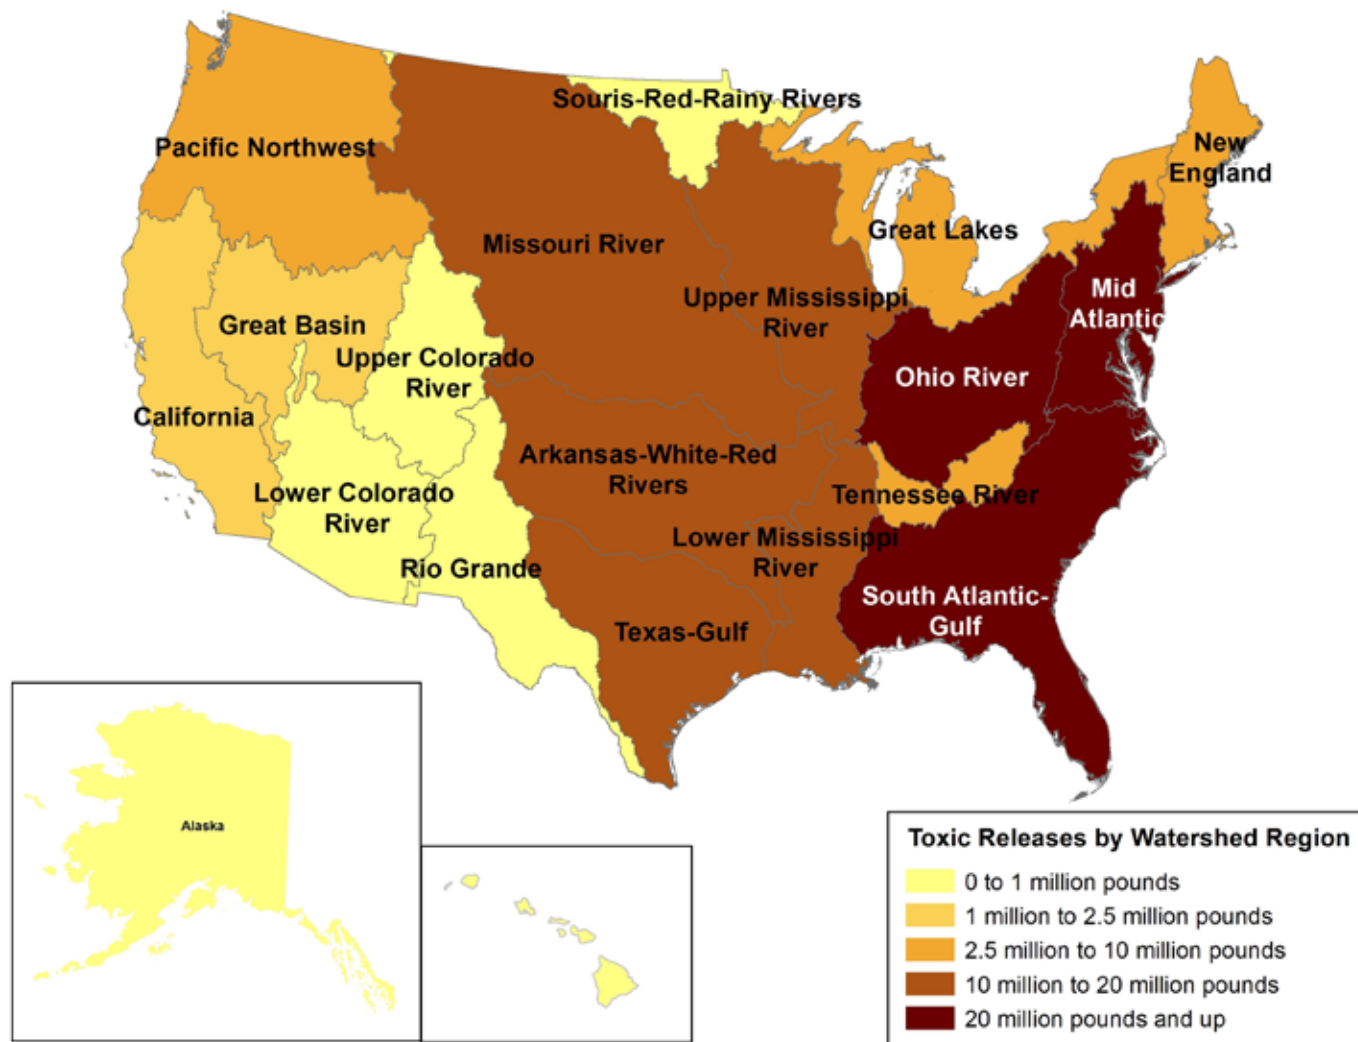 Souris-Red-Rainy Rivers
Pacific Northwest
New
England
Great Lakes
Missouri River
Upper Mississippi
River
Mid
Atlantic
Great Basin
Upper Colorado
River
Ohio River
California
Arkansas-White-Red
Rivers
Lower Colorado
River
Tennessee River
Lower Mississippi
River
Rio Grande
South Atlantic-
Gulf
Texas-Gulf
Alaska
Toxic Releases by Watershed Region
0 to 1 million pounds
1 million to 2.5 million pounds
2.5 million to 10 million pounds
10 million to 20 million pounds
20 million pounds and up